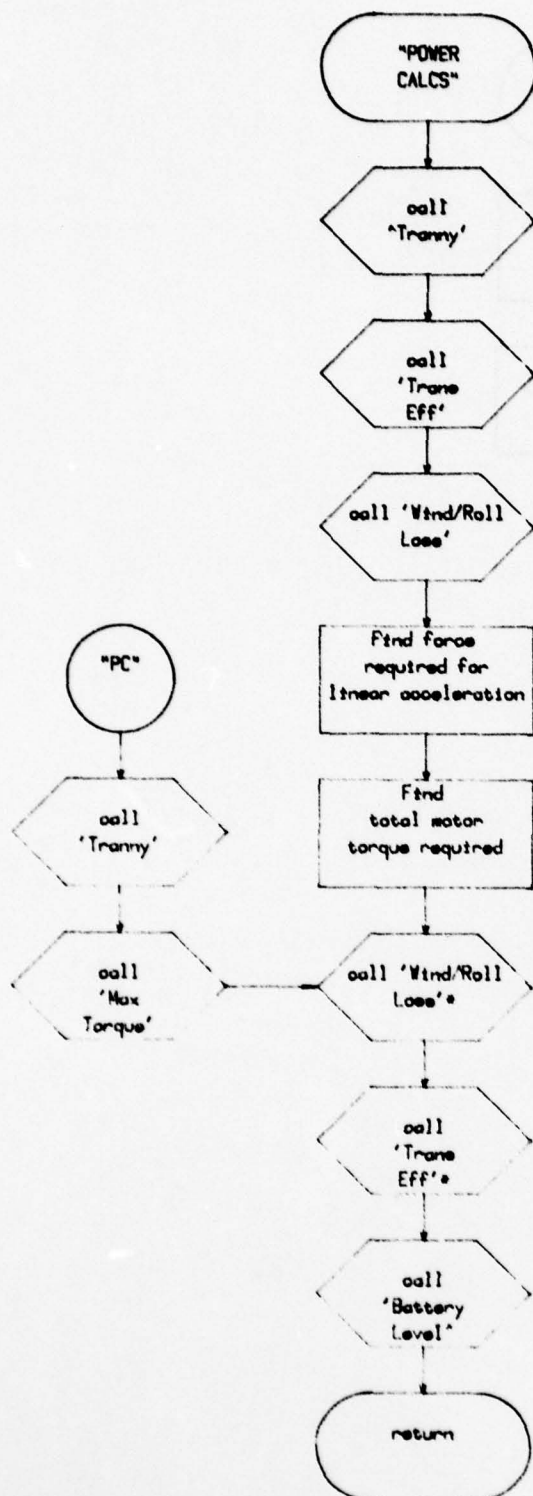 "POWER
CALCS"
call
'Tranny'
call
'Trans
Eff'
call 'Wind/Roll
Loss'
Find force
required for
linear acceleration
"PC"
Find
total motor
torque required
call
'Tranny'
call
'Max
Torque'
call 'Wind/Roll
Loss'*
call
'Trans
Eff'*
call
'Battery
Level'
return